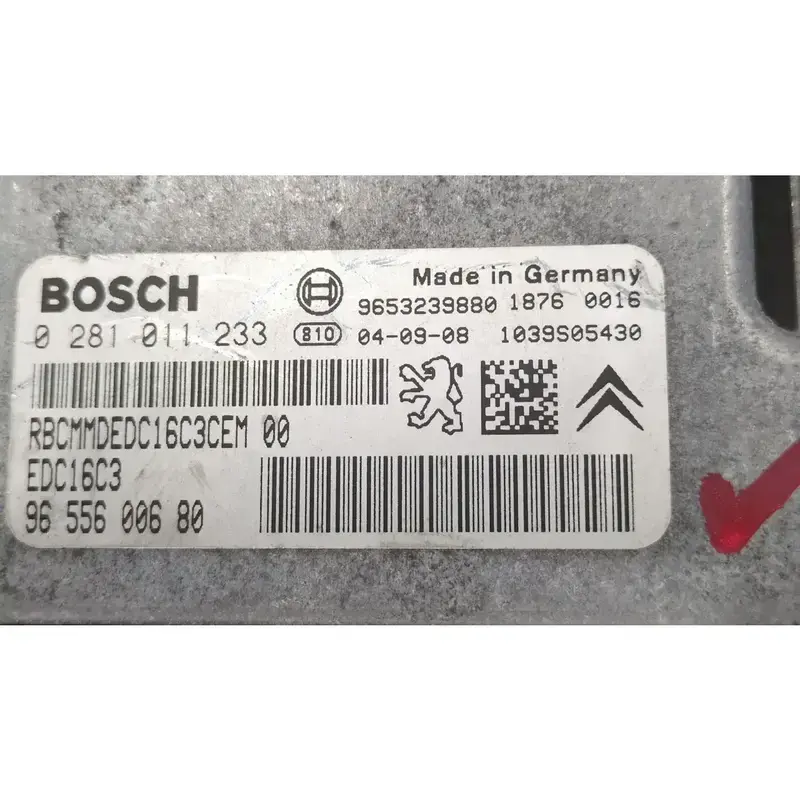 BOSCH
Made in Germany
9653239880 1876 0016
0 281 011 233 810 04-09-08 1039S05430
RBCMMDEDC16C3CEM 00
EDC16C3
96 556 006 80